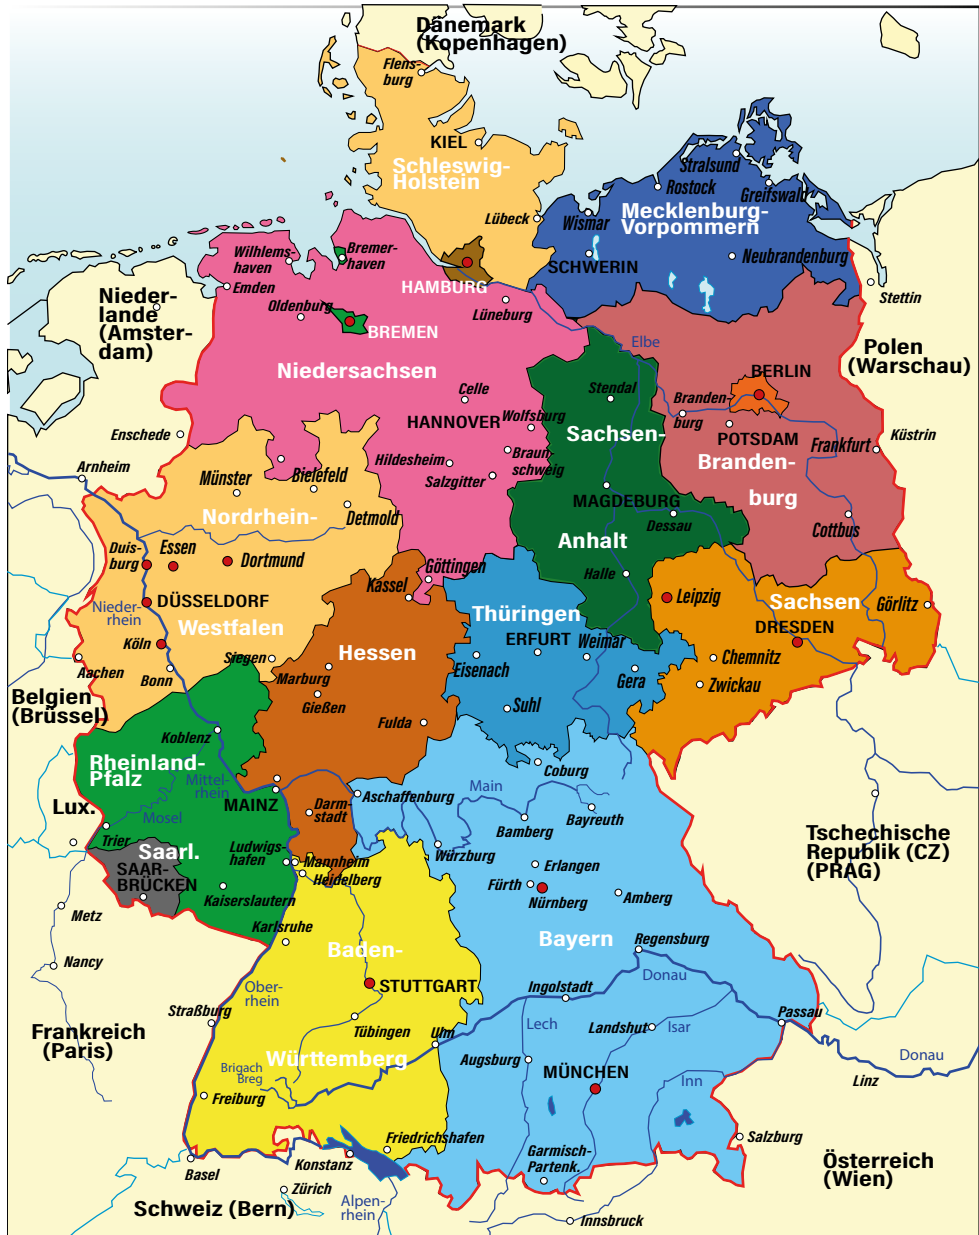 Dänemark
(Kopenhagen)
Flens-
burg
KIEL
Schleswig-
Holstein
Lübeck
Stralsund
Rostock
Greifswald
Wismar
Mecklenburg-
Vorpommern
SCHWERIN
Neubrandenburg
Stettin
Wilhlems-
haven
Bremer-
haven
Emden
Oldenburg
HAMBURG
Lüneburg
BREMEN
Nieder-
lande
(Amster-
dam)
Niedersachsen
Elbe
Polen
(Warschau)
Celle
HANNOVER
Wolfsburg
Hildesheim
Braun-
schweig
Salzgitter
Stendal
Sachsen-
BERLIN
Branden-
burg
POTSDAM
Frankfurt
Küstrin
Branden-
burg
Enschede
Arnheim
Münster
Bielefeld
Nordrhein-
Detmold
MAGDEBURG
Dessau
Anhalt
Cottbus
Duis-
burg
Essen
Dortmund
Göttingen
Kassel
Halle
Leipzig
Sachsen
Görlitz
DRESDEN
Nieder-
rhein
DÜSSELDORF
Westfalen
Köln
Siegen
Aachen
Bonn
Hessen
Marburg
Gießen
Fulda
Thüringen
ERFURT
Weimar
Eisenach
Gera
Suhl
Chemnitz
Zwickau
Belgien
(Brüssel)
Koblenz
Rheinland-
Pfalz
Mittel-
rhein
MAINZ
Mosel
Lux.
Trier
Darm-
stadt
Aschaffenburg
Main
Coburg
Bamberg
Bayreuth
Tschechische
Republik (CZ)
(PRAG)
Saarl.
SAAR-
BRÜCKEN
Ludwigs-
hafen
Mannheim
Heidelberg
Würzburg
Erlangen
Fürth
Nürnberg
Amberg
Kaiserslautern
Metz
Karlsruhe
Nancy
Baden-
Bayern
Regensburg
Ober-
rhein
STUTTGART
Ingolstadt
Donau
Straßburg
Frankreich
(Paris)
Tübingen
Ulm
Lech
Landshut
Isar
Passau
Württemberg
Brigach
Breg
Augsburg
MÜNCHEN
Inn
Donau
Linz
Freiburg
Friedrichshafen
Konstanz
Basel
Zürich
Schweiz (Bern)
Alpen-
rhein
Garmisch-
Partenk.
Innsbruck
Salzburg
Österreich
(Wien)